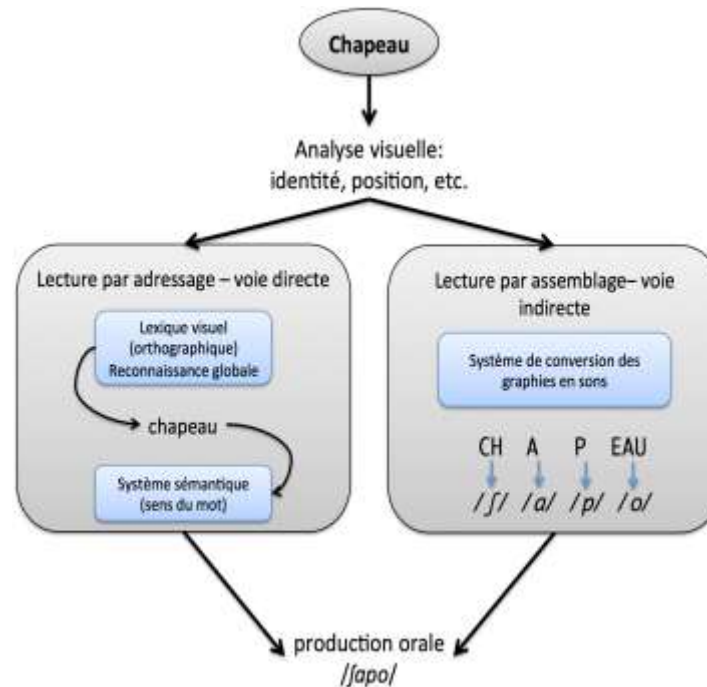 Chapeau
Analyse visuelle:
identité, position, etc.
Lecture par adressage – voie directe
Lexique visuel
(orthographique)
Reconnaissance globale
chapeau
Système sémantique
(sens du mot)
Lecture par assemblage– voie
indirecte
Système de conversion des
graphies en sons
CH A P EAU
/ʃ/ /a/ /p/ /o/
production orale
/ʃapo/